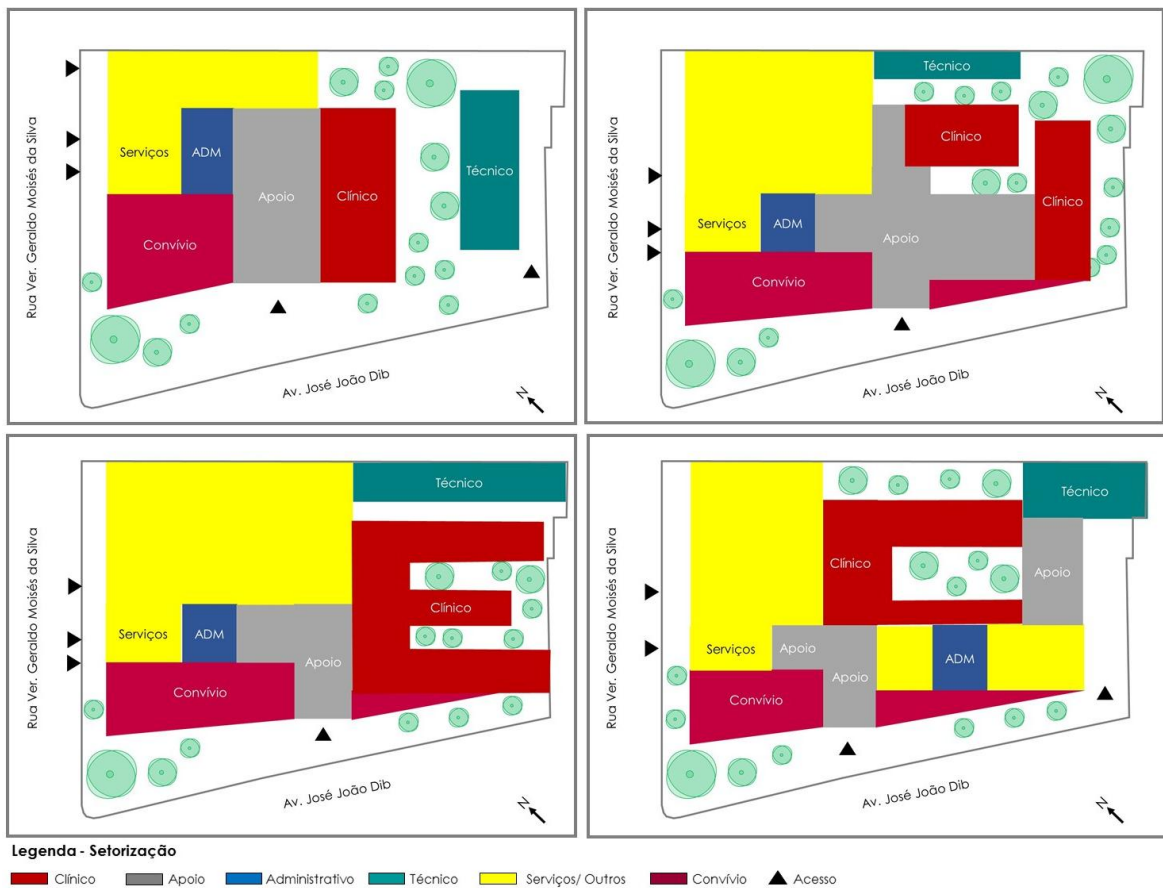 Rua Ver. Geraldo Moisés da Silva
Serviços
ADM
Apoio
Clínico
Técnico
Convívio
Av. José João Dib
N
Rua Ver. Geraldo Moisés da Silva
Técnico
Clínico
Clínico
Serviços
ADM
Apoio
Convívio
Av. José João Dib
N
Rua Ver. Geraldo Moisés da Silva
Técnico
Clínico
Serviços
ADM
Apoio
Convívio
Av. José João Dib
N
Rua Ver. Geraldo Moisés da Silva
Técnico
Clínico
Apoio
Serviços
Apoio
ADM
Apoio
Convívio
Av. José João Dib
N
Legenda - Setorização
Clínico Apoio Administrativo Técnico Serviços/ Outros Convívio Acesso